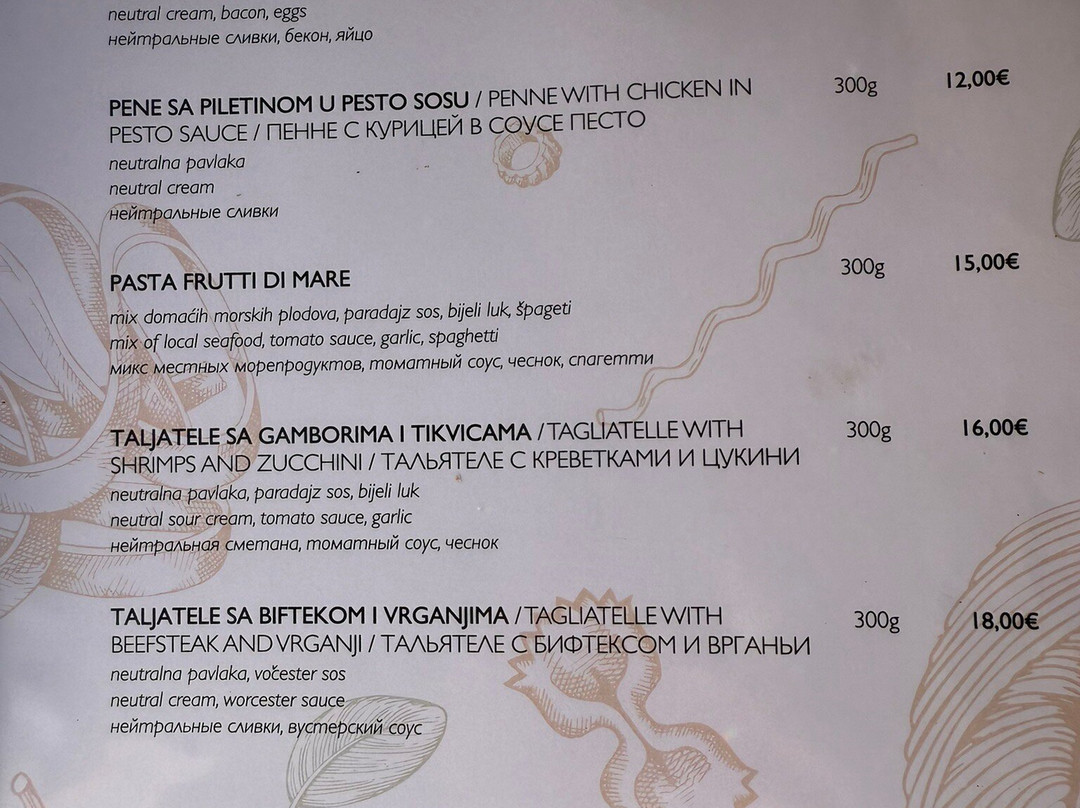 neutral cream, bacon, eggs
нейтральные сливки, бекон, яйцо
PENE SA PILETINOM U PESTO SOSU / PENNE WITH CHICKEN IN 300g 12,00€
PESTO SAUCE / ПЕННЕ С КУРИЦЕЙ В СОУСЕ ПЕСТО
neutralna pavlaka
neutral cream
нейтральные сливки
PASTA FRUTTI DI MARE 300g 15,00€
mix domaćih morskih plodova, paradajz sos, bijeli luk, špageti
mix of local seafood, tomato sauce, garlic, spaghetti
микс местных морепродуктов, томатный соус, чеснок, спагетти
TALJATELE SA GAMBORIMA I TIKVICAMA / TAGLIATELLE WITH 300g 16,00€
SHRIMPS AND ZUCCHINI / ТАЛЬЯТЕЛЕ С КРЕВЕТКАМИ И ЦУКИНИ
neutralna pavlaka, paradajz sos, bijeli luk
neutral sour cream, tomato sauce, garlic
нейтральная сметана, томатный соус, чеснок
TALJATELE SA BIFTEKOM I VRGANJIMA / TAGLIATELLE WITH 300g 18,00€
BEEFSTEAK AND VRGANJI / ТАЛЬЯТЕЛЕ С БИФТЕКСОМ И ВРГАНЬИ
neutralna pavlaka, vočester sos
neutral cream, worcester sauce
нейтральные сливки, вустерский соус